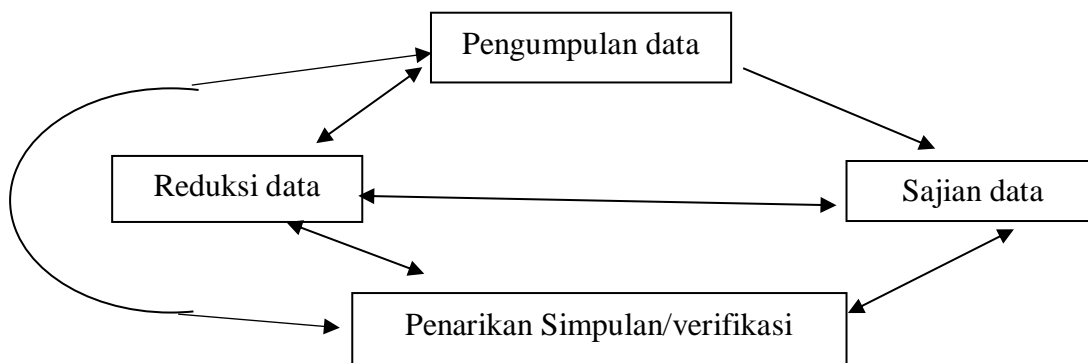 Pengumpulan data
Reduksi data
Sajian data
Penarikan Simpulan/verifikasi